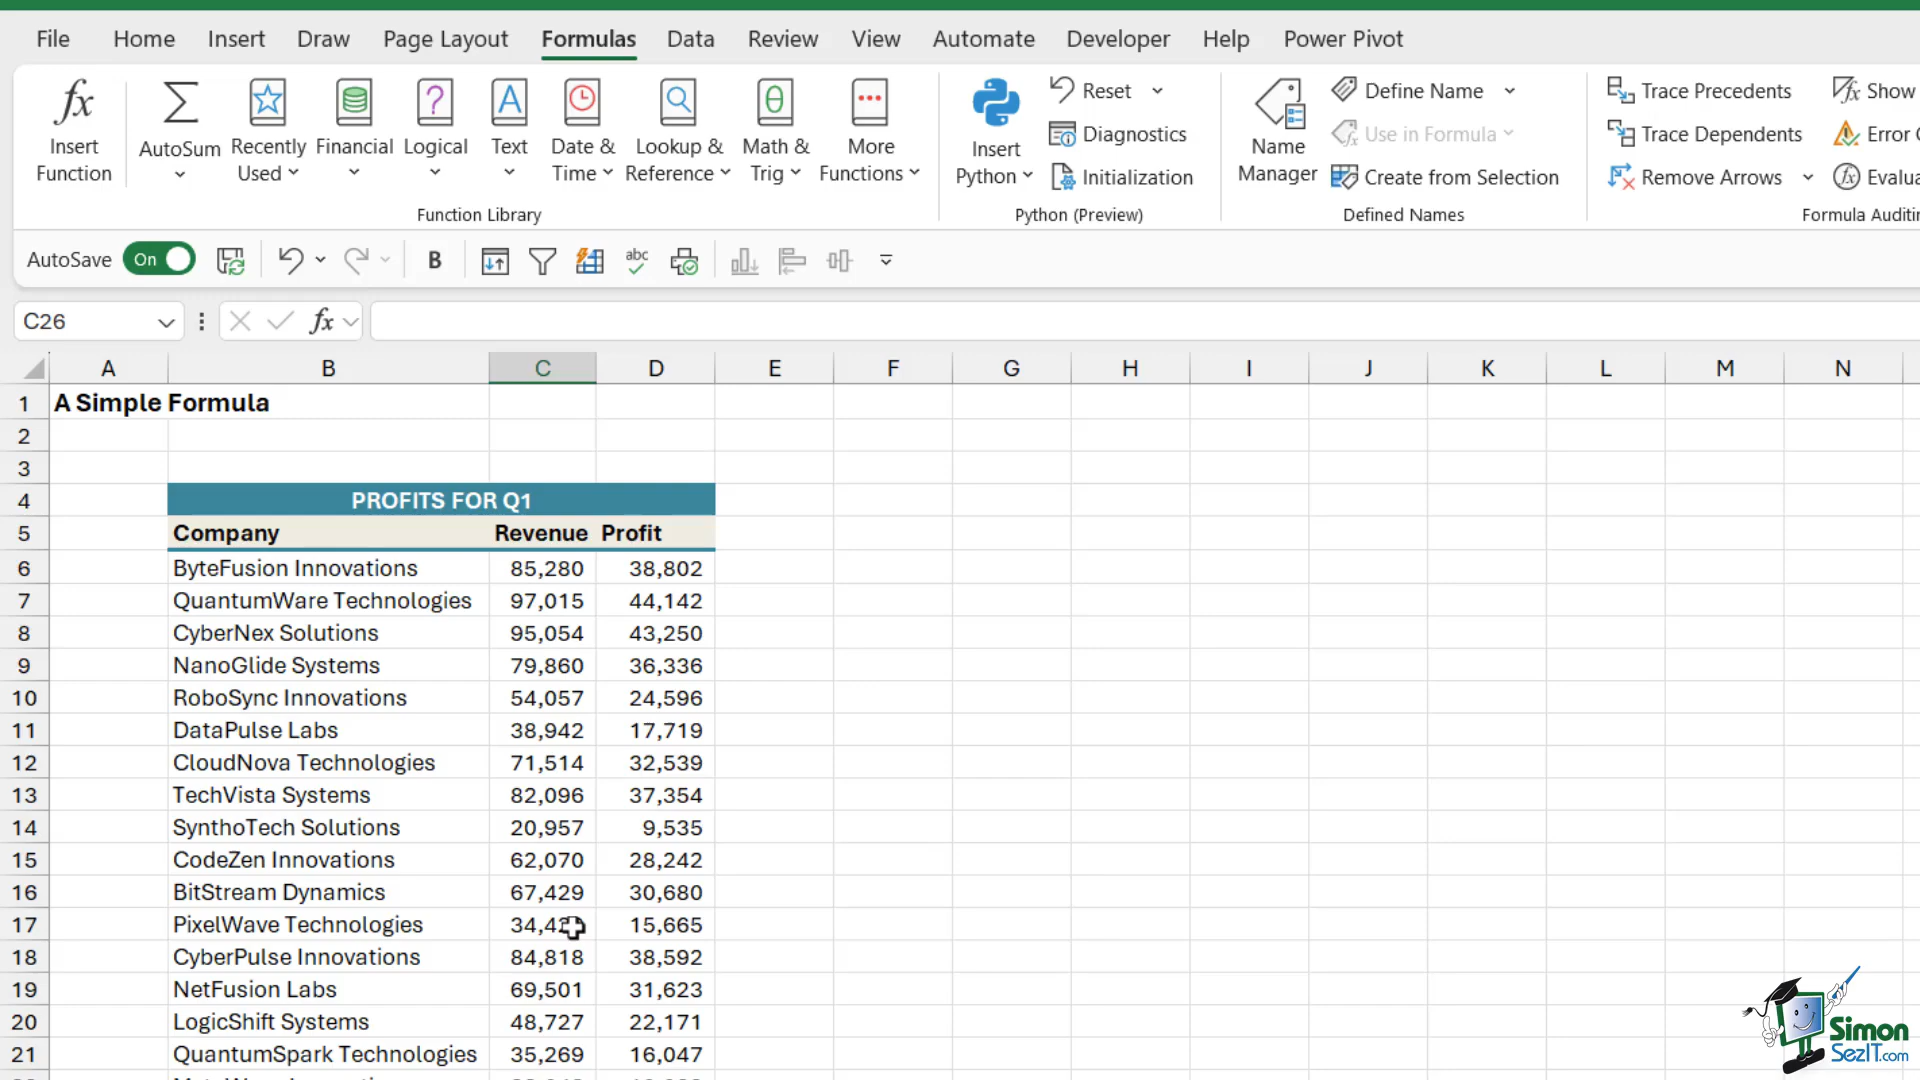 File Home Insert Draw Page Layout Formulas Data Review View Automate Developer Help Power Pivot
fx Insert Function
AutoSum
Recently Used
Financial
Logical
Text
Date & Time
Lookup & Reference
Math & Trig
More Functions
Function Library
Insert Python
Reset
Diagnostics
Initialization
Python (Preview)
Name Manager
Define Name
Use in Formula
Create from Selection
Defined Names
Trace Precedents
Trace Dependents
Remove Arrows
Show
Error
Formula
AutoSave On B abc
C26 fx
A B C D E F G H I J K L M N
1 A Simple Formula
2
3
4 PROFITS FOR Q1
5 Company Revenue Profit
6 ByteFusion Innovations 85,280 38,802
7 QuantumWare Technologies 97,015 44,142
8 CyberNex Solutions 95,054 43,250
9 NanoGlide Systems 79,860 36,336
10 RoboSync Innovations 54,057 24,596
11 DataPulse Labs 38,942 17,719
12 CloudNova Technologies 71,514 32,539
13 TechVista Systems 82,096 37,354
14 SynthoTech Solutions 20,957 9,535
15 CodeZen Innovations 62,070 28,242
16 BitStream Dynamics 67,429 30,680
17 PixelWave Technologies 15,665
18 CyberPulse Innovations 84,818 38,592
19 NetFusion Labs 69,501 31,623
20 LogicShift Systems 48,727 22,171
21 QuantumSpark Technologies 35,269 16,047
Simon
SezIT.com